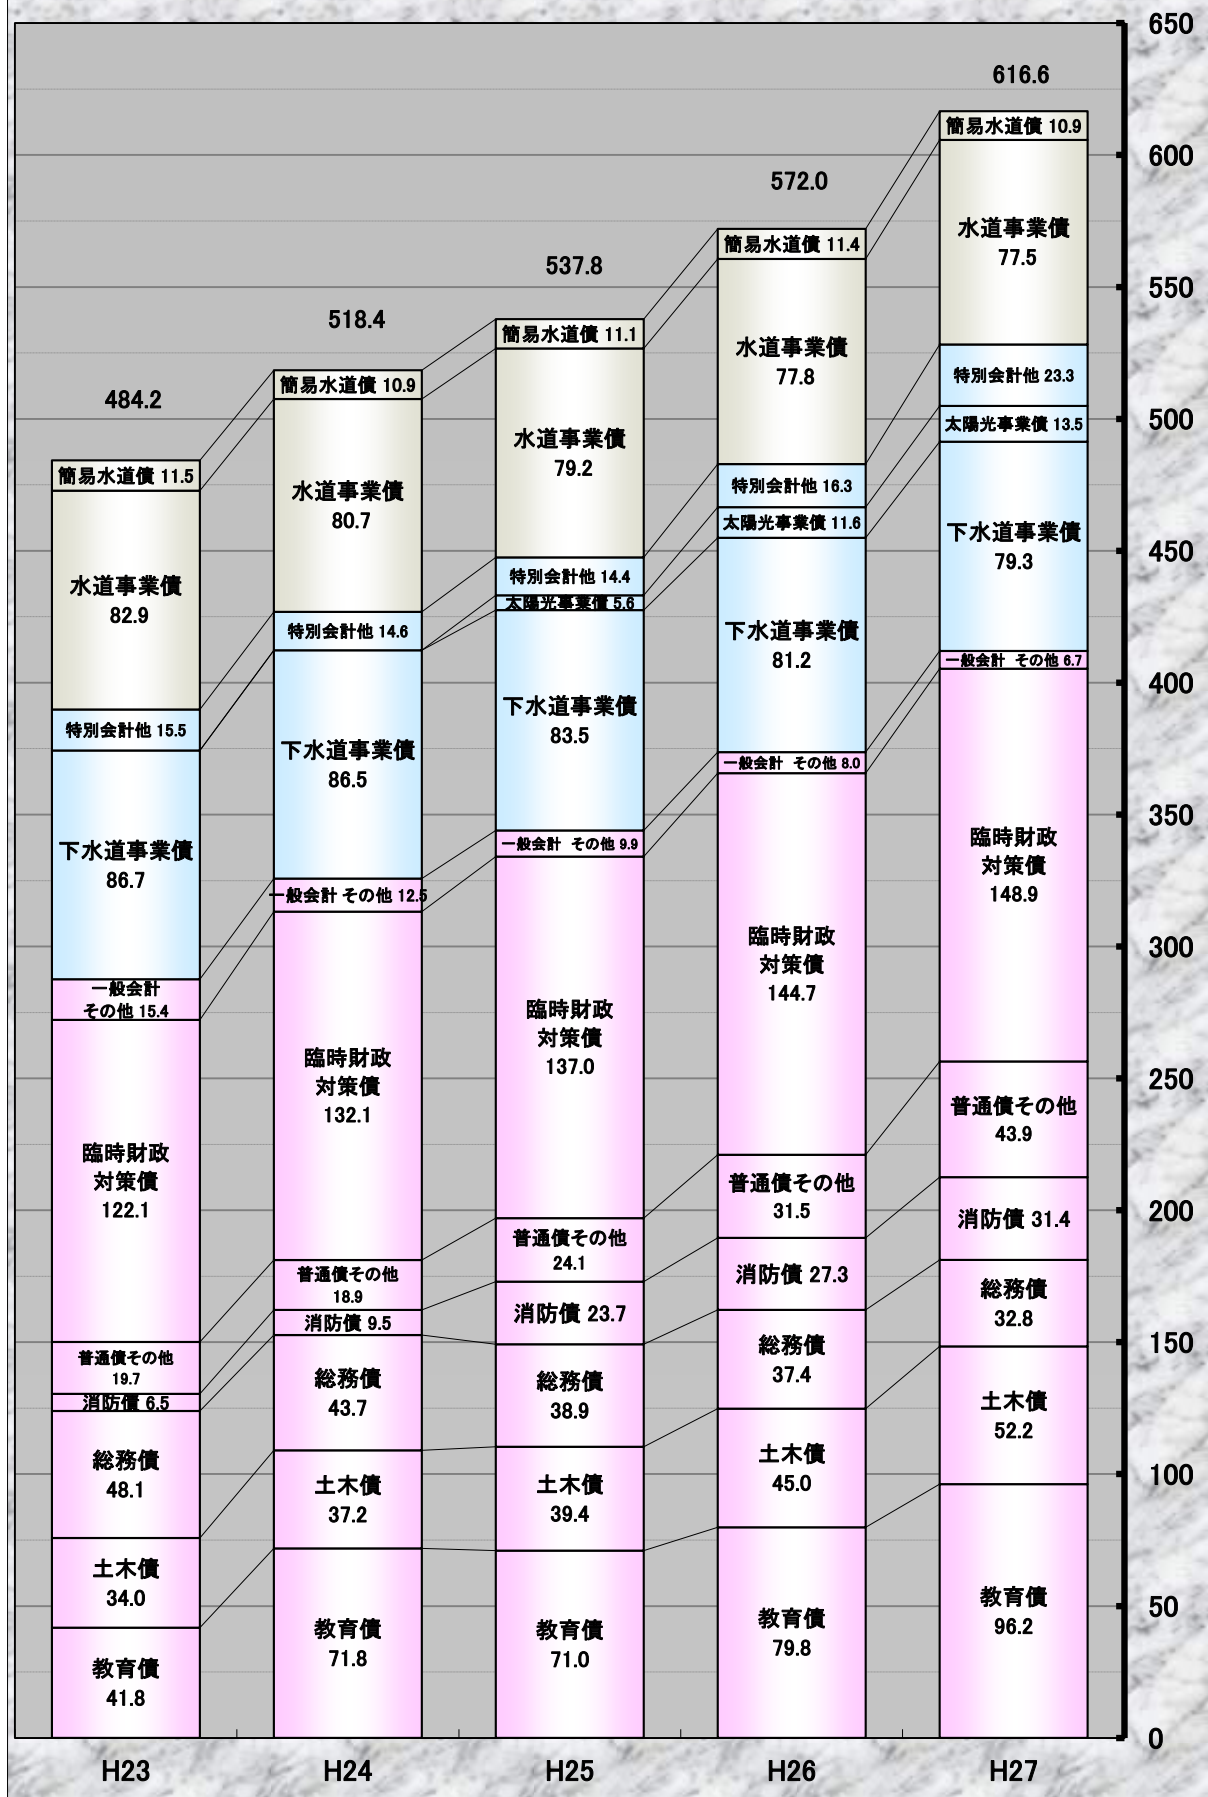 484.2
簡易水道債 11.5
水道事業債
82.9
特別会計他 15.5
下水道事業債
86.7
一般会計
その他 15.4
臨時財政
対策債
122.1
普通債その他
19.7
消防債 6.5
総務債
48.1
土木債
34.0
教育債
41.8
H23
518.4
簡易水道債 10.9
水道事業債
80.7
特別会計他 14.6
下水道事業債
86.5
一般会計 その他 12.5
臨時財政
対策債
132.1
普通債その他
18.9
消防債 9.5
総務債
43.7
土木債
37.2
教育債
71.8
H24
537.8
簡易水道債 11.1
水道事業債
79.2
特別会計他 14.4
太陽光事業債 5.6
下水道事業債
83.5
一般会計 その他 9.9
臨時財政
対策債
137.0
普通債その他
24.1
消防債 23.7
総務債
38.9
土木債
39.4
教育債
71.0
H25
572.0
簡易水道債 11.4
水道事業債
77.8
特別会計他 16.3
太陽光事業債 11.6
下水道事業債
81.2
一般会計 その他 8.0
臨時財政
対策債
144.7
普通債その他
31.5
消防債 27.3
総務債
37.4
土木債
45.0
教育債
79.8
H26
616.6
簡易水道債 10.9
水道事業債
77.5
特別会計他 23.3
太陽光事業債 13.5
下水道事業債
79.3
一般会計 その他 6.7
臨時財政
対策債
148.9
普通債その他
43.9
消防債 31.4
総務債
32.8
土木債
52.2
教育債
96.2
H27
650
600
550
500
450
400
350
300
250
200
150
100
50
0